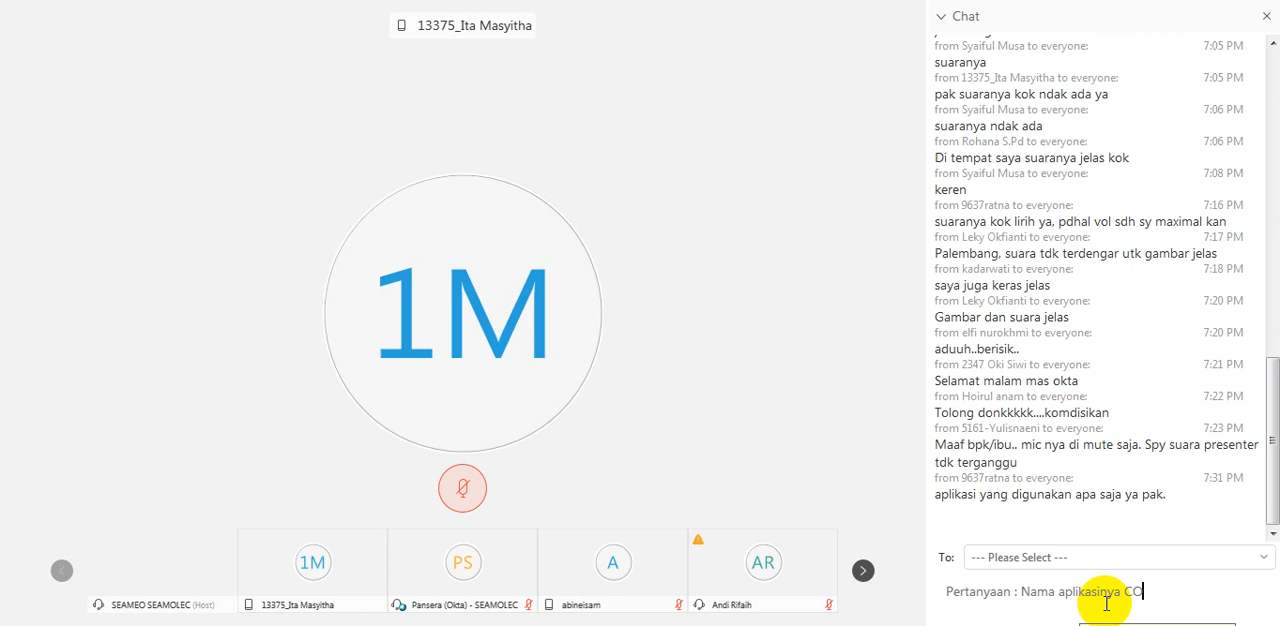 13375_Ita Masyitha
1M
SEAMEO SEAMOLEC (Host)
1M
13375_Ita Masyitha
PS
Pansera (Okta) - SEAMOLEC
A
abineisam
AR
Andi Rifaih
Chat
from Syaiful Musa to everyone: 7:05 PM
suaranya
from 13375_Ita Masyitha to everyone: 7:05 PM
pak suaranya kok ndak ada ya
from Syaiful Musa to everyone: 7:06 PM
suaranya ndak ada
from Rohana S.Pd to everyone: 7:06 PM
Di tempat saya suaranya jelas kok
from Syaiful Musa to everyone: 7:08 PM
keren
from 9637ratna to everyone: 7:16 PM
suaranya kok lirih ya, pdhal vol sdh sy maximal kan
from Leky Okfianti to everyone: 7:17 PM
Palembang, suara tdk terdengar utk gambar jelas
from kadarwati to everyone: 7:18 PM
saya juga keras jelas
from Leky Okfianti to everyone: 7:20 PM
Gambar dan suara jelas
from elfi nurokhmi to everyone: 7:20 PM
aduuh..berisik..
from 2347 Oki Siwi to everyone: 7:21 PM
Selamat malam mas okta
from Hoirul anam to everyone: 7:22 PM
Tolong donkkkkk....komdisikan
from 5161-Yulisnaeni to everyone: 7:23 PM
Maaf bpk/ibu.. mic nya di mute saja. Spy suara presenter
tdk terganggu
from 9637ratna to everyone: 7:31 PM
aplikasi yang digunakan apa saja ya pak.
To: --- Please Select ---
Pertanyaan : Nama aplikasinya CO